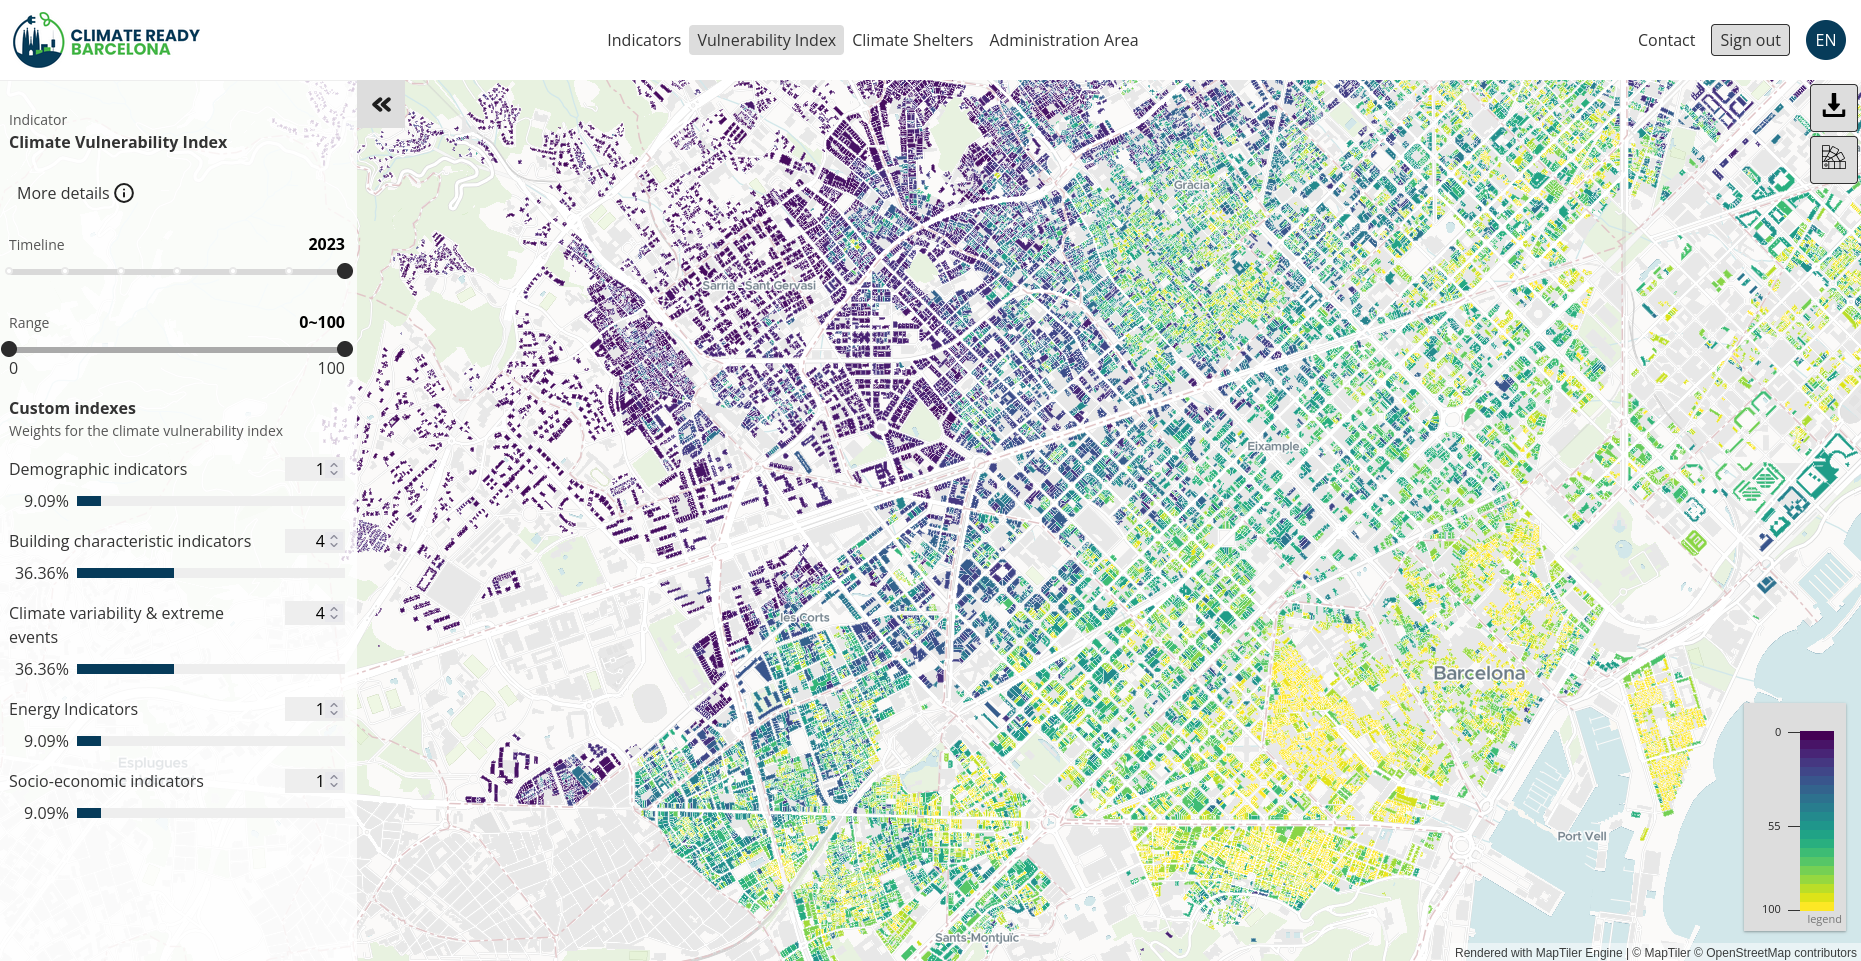 CLIMATE READY
BARCELONA
Indicators
Vulnerability Index
Climate Shelters
Administration Area
Contact
Sign out
EN
Indicator
Climate Vulnerability Index
More details
Timeline
2023
Range
0~100
0
100
Custom indexes
Weights for the climate vulnerability index
Demographic indicators
1
9.09%
Building characteristic indicators
4
36.36%
Climate variability & extreme
events
4
36.36%
Energy Indicators
1
9.09%
Esplugues
Socio-economic indicators
1
9.09%
Gràcia
Sarrià - Sant Gervasi
Eixample
les Corts
Barcelona
Port Vell
Sants-Montjuïc
0
55
100
legend
Rendered with MapTiler Engine | © MapTiler © OpenStreetMap contributors